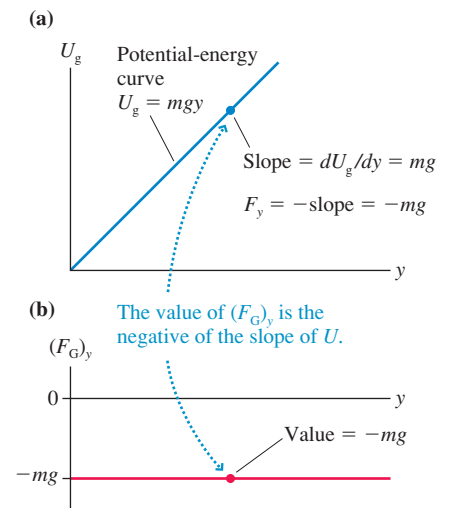 (a)
U_g
Potential-energy
curve
U_g = mgy
Slope = dU_g/dy = mg
F_y = −slope = −mg
y
(b)
The value of (F_G)_y is the
negative of the slope of U.
(F_G)_y
0
y
Value = −mg
−mg